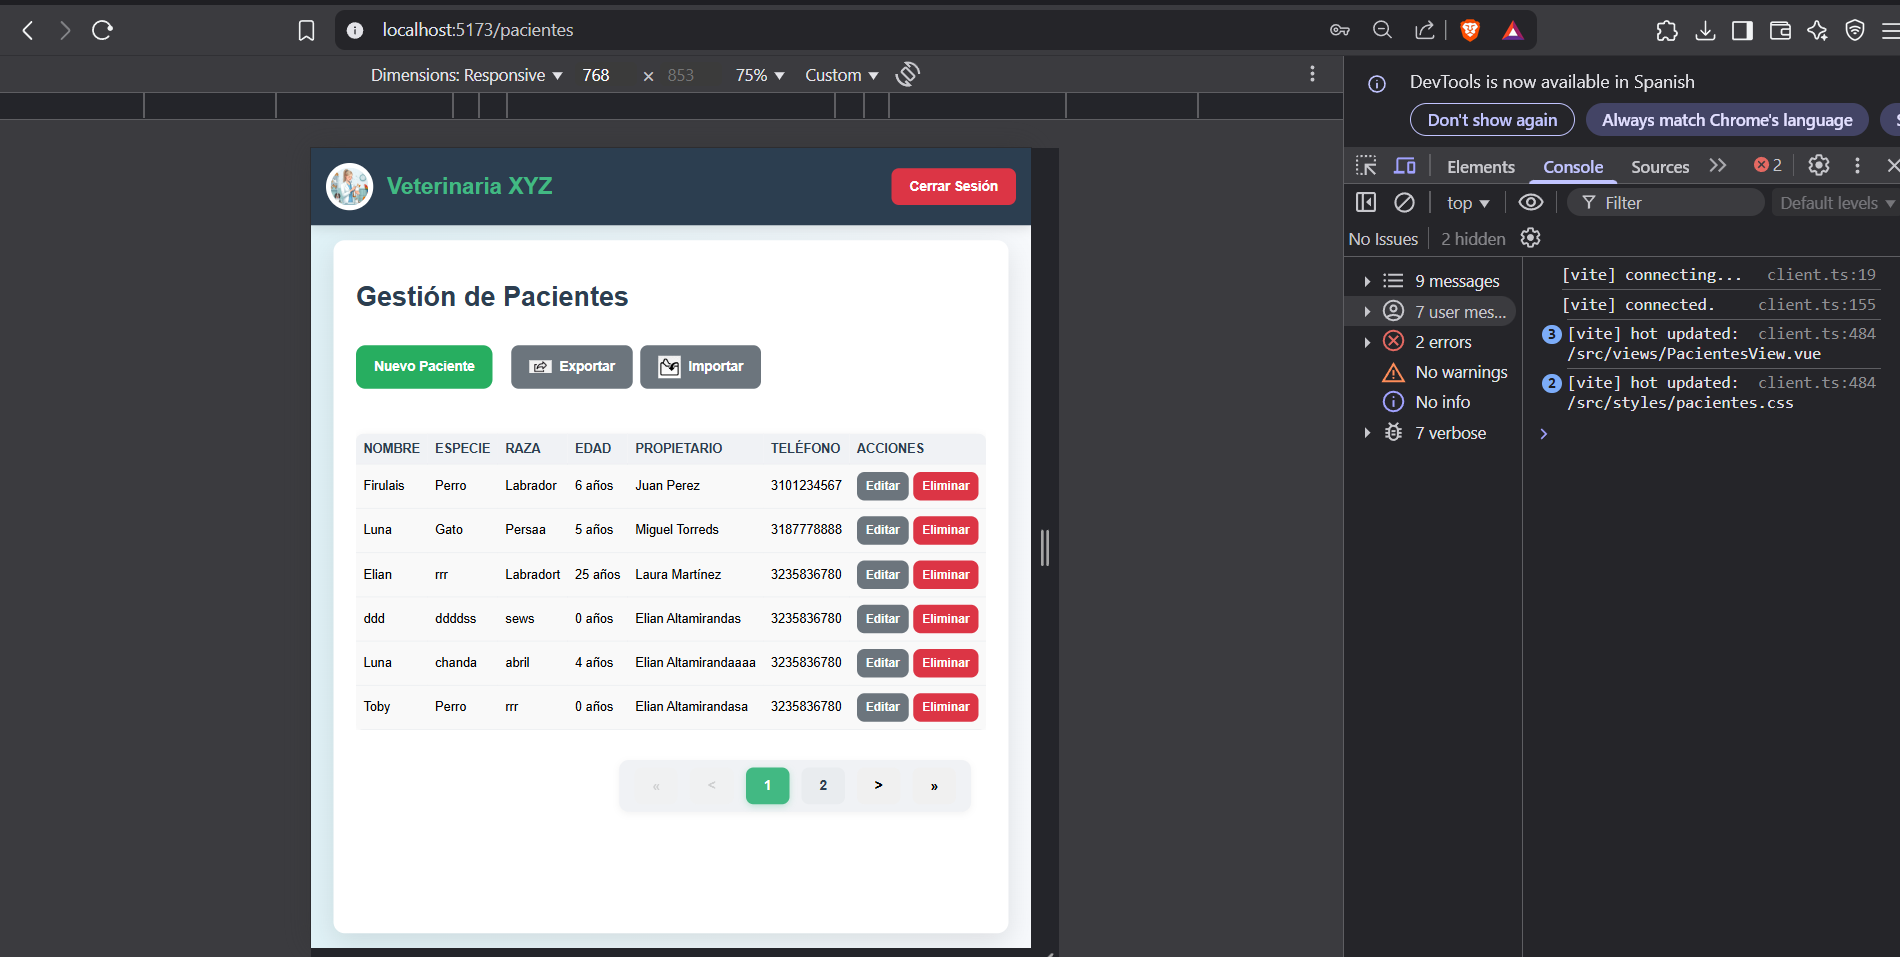 localhost:5173/pacientes
Dimensions: Responsive ▼ 768 × 853 75% ▼ Custom ▼
DevTools is now available in Spanish
Don't show again Always match Chrome's language
Elements Console Sources 2
top ▼ Filter Default levels ▼
No Issues 2 hidden
9 messages
7 user mes...
2 errors
No warnings
No info
7 verbose
[vite] connecting... client.ts:19
[vite] connected. client.ts:155
3 [vite] hot updated: client.ts:484
/src/views/PacientesView.vue
2 [vite] hot updated: client.ts:484
/src/styles/pacientes.css
Veterinaria XYZ Cerrar Sesión
Gestión de Pacientes
Nuevo Paciente Exportar Importar
NOMBRE ESPECIE RAZA EDAD PROPIETARIO TELÉFONO ACCIONES
Firulais Perro Labrador 6 años Juan Perez 3101234567 Editar Eliminar
Luna Gato Persaa 5 años Miguel Torreds 3187778888 Editar Eliminar
Elian rrr Labradort 25 años Laura Martínez 3235836780 Editar Eliminar
ddd ddddss sews 0 años Elian Altamirandas 3235836780 Editar Eliminar
Luna chanda abril 4 años Elian Altamirandaaaa 3235836780 Editar Eliminar
Toby Perro rrr 0 años Elian Altamirandasa 3235836780 Editar Eliminar
« < 1 2 > »